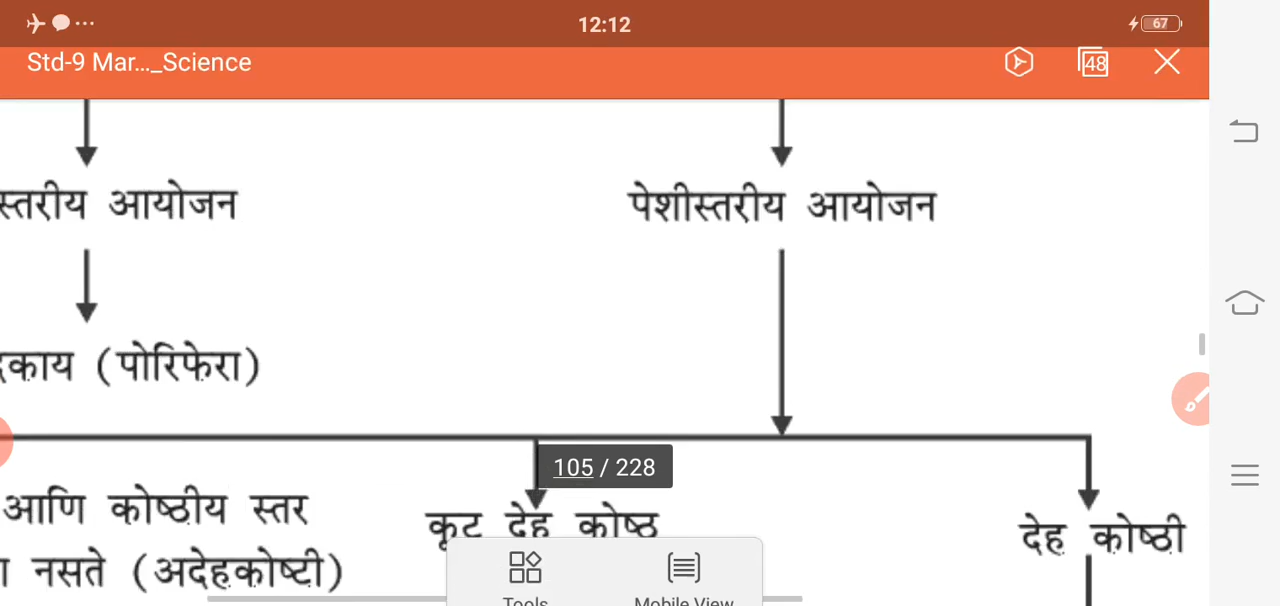 12:12
67
Std-9 Mar..._Science
48
स्तरीय आयोजन
पेशीस्तरीय आयोजन
(पोरिफेरा)
105 / 228
आणि कोष्ठीय स्तर
कूट देह कोष्ठ
देह कोष्ठी
नसते (अदेहकोष्टी)
Tools
Mobile View